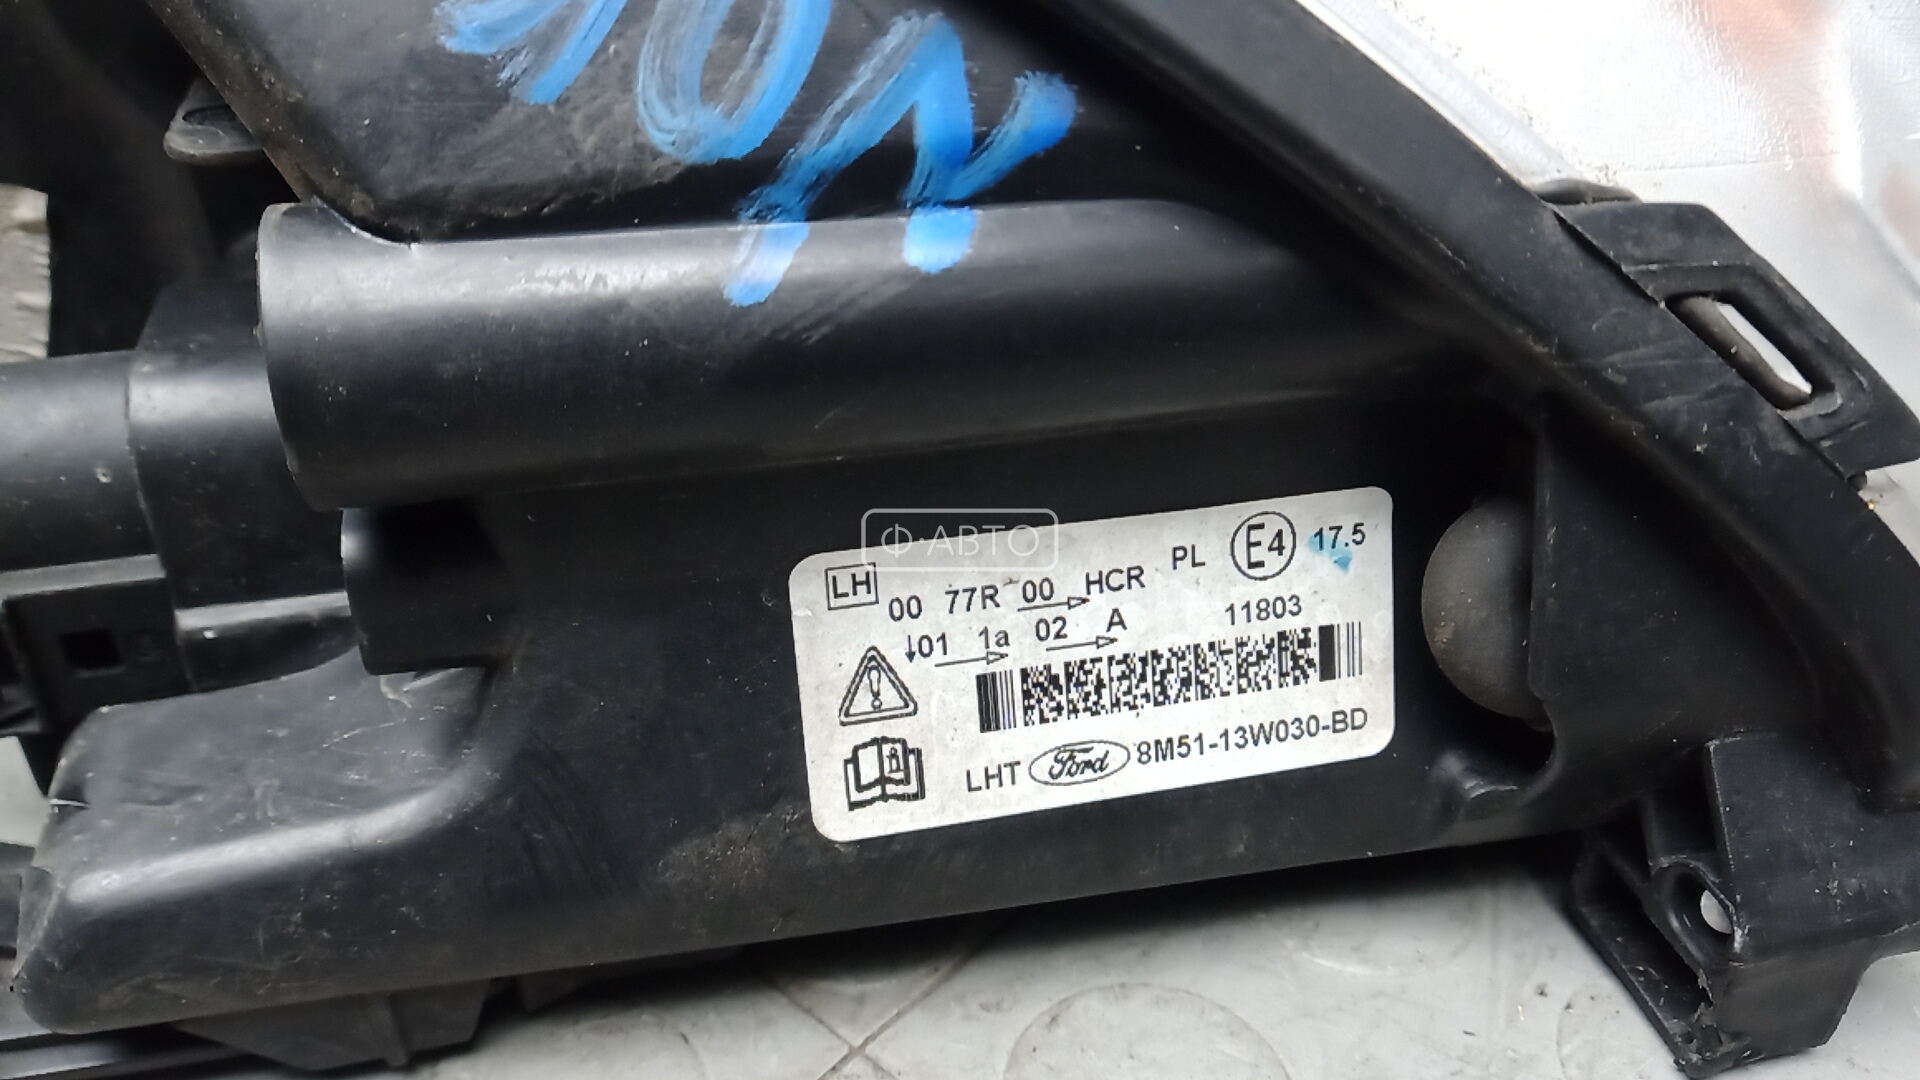 Ф·АВТО
LH 00 77R 00 HCR PL E4 17.5
↓01 1a 02 A 11803
LHT Ford 8M51-13W030-BD